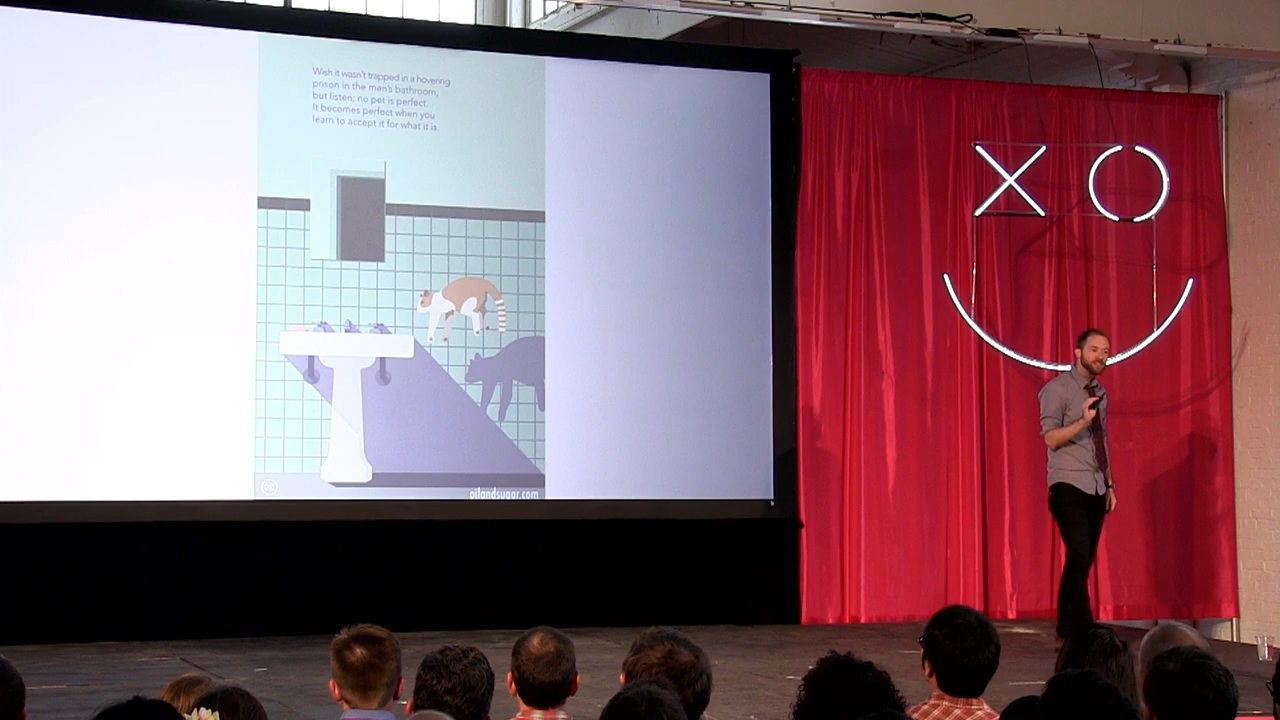 Wish it wasn't trapped in a hovering
prison in the men's bathroom,
but listen: no pet is perfect.
It becomes perfect when you
learn to accept it for what it is.
oilandsugar.com
XO